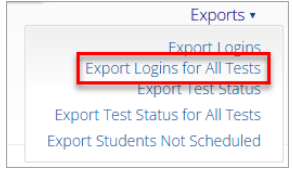 Exports ▾
Export Logins
Export Logins for All Tests
Export Test Status
Export Test Status for All Tests
Export Students Not Scheduled